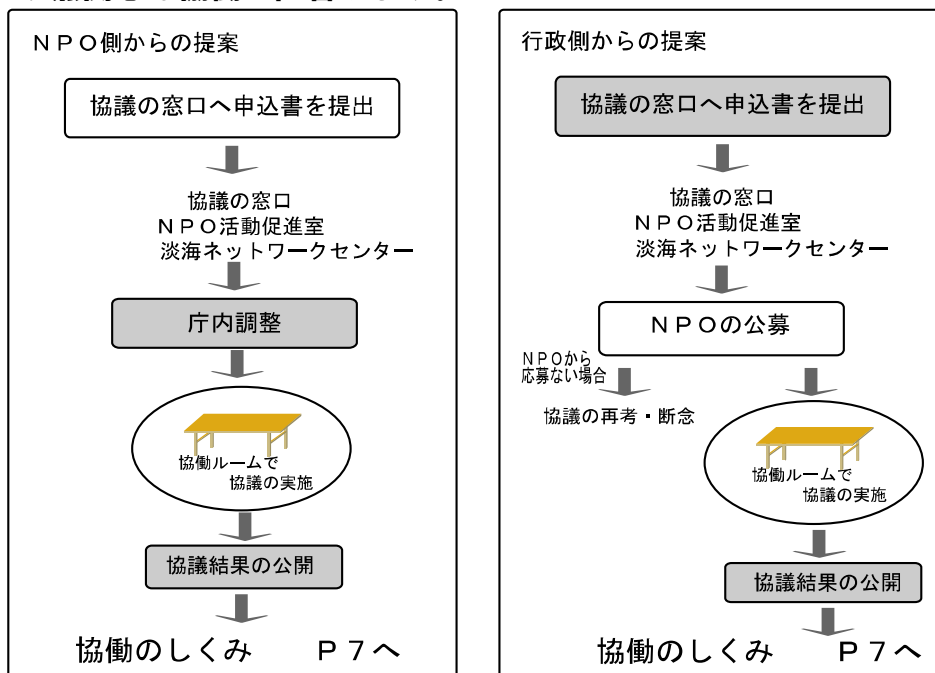 NPO側からの提案
協議の窓口へ申込書を提出
協議の窓口
NPO活動促進室
淡海ネットワークセンター
庁内調整
協働ルームで
協議の実施
協議結果の公開
協働のしくみ P7へ
行政側からの提案
協議の窓口へ申込書を提出
協議の窓口
NPO活動促進室
淡海ネットワークセンター
NPOの公募
NPOから
応募ない場合
協議の再考・断念
協働ルームで
協議の実施
協議結果の公開
協働のしくみ P7へ